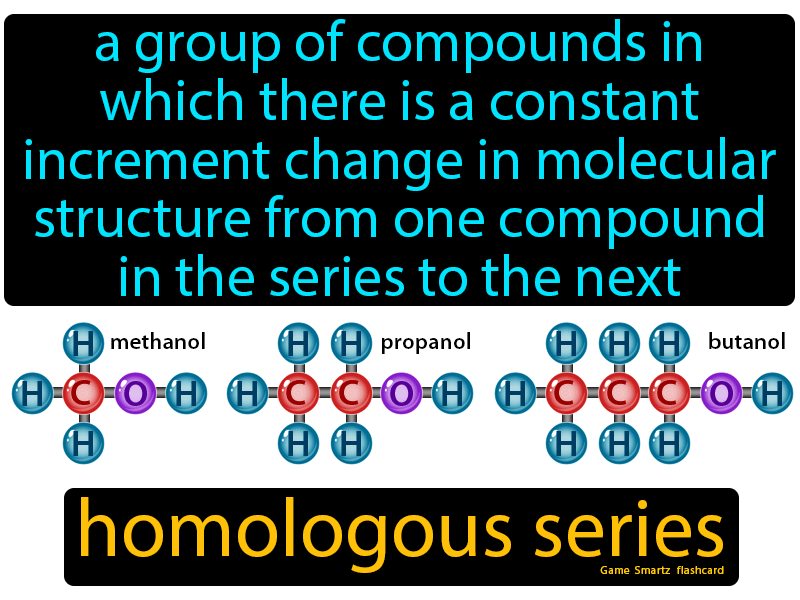 a group of compounds in
which there is a constant
increment change in molecular
structure from one compound
in the series to the next
H methanol H H propanol H H H butanol
H C O H H C C O H H C C C O H
H H H H H H
homologous series
Game Smartz flashcard